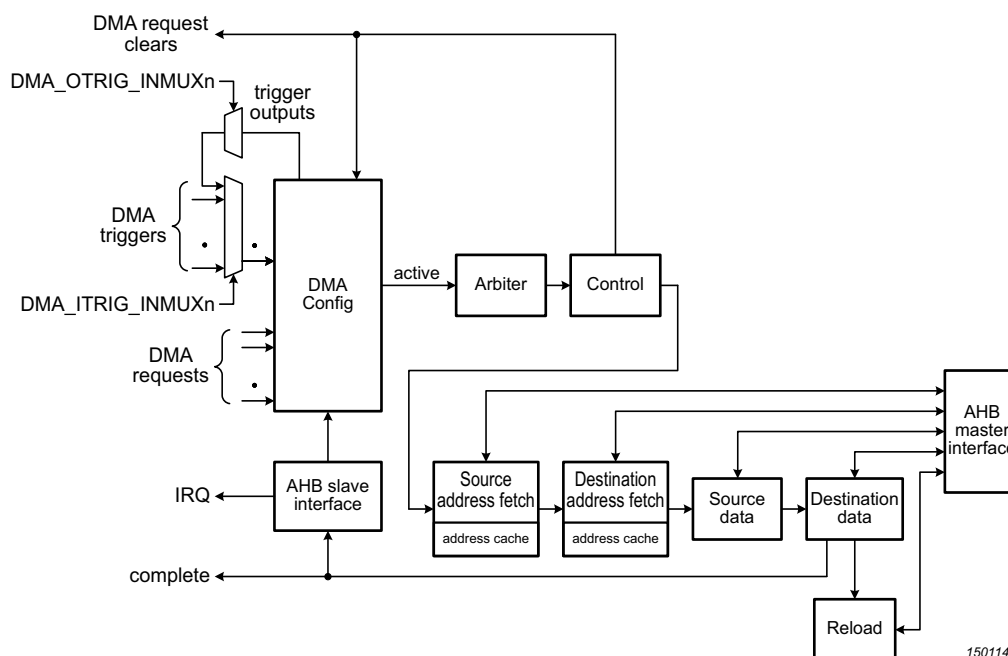 DMA request
clears
DMA_OTRIG_INMUXn
trigger
outputs
DMA
triggers
DMA_ITRIG_INMUXn
DMA
requests
DMA
Config
active
Arbiter
Control
AHB
master
interface
IRQ
AHB slave
interface
Source
address fetch
address cache
Destination
address fetch
address cache
Source
data
Destination
data
complete
Reload
150114